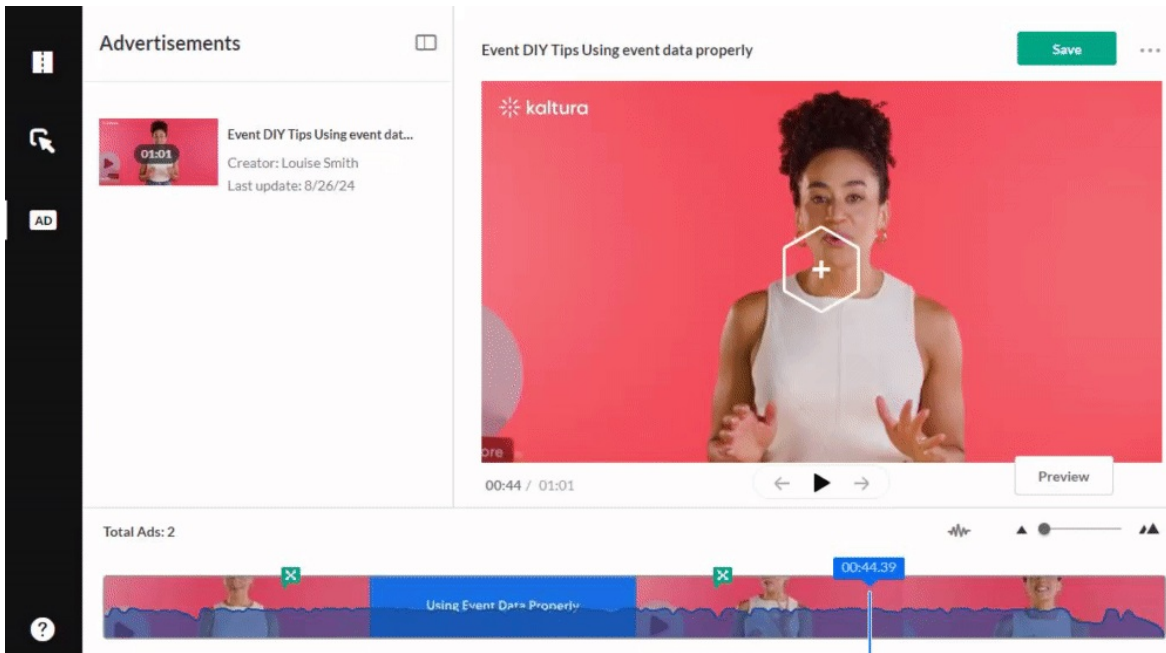 Advertisements
Event DIY Tips Using event dat...
Creator: Louise Smith
Last update: 8/26/24
01:01
AD
Event DIY Tips Using event data properly
Save
kaltura
ore
00:44 / 01:01
Preview
Total Ads: 2
00:44.39
Using Event Data Properly
?